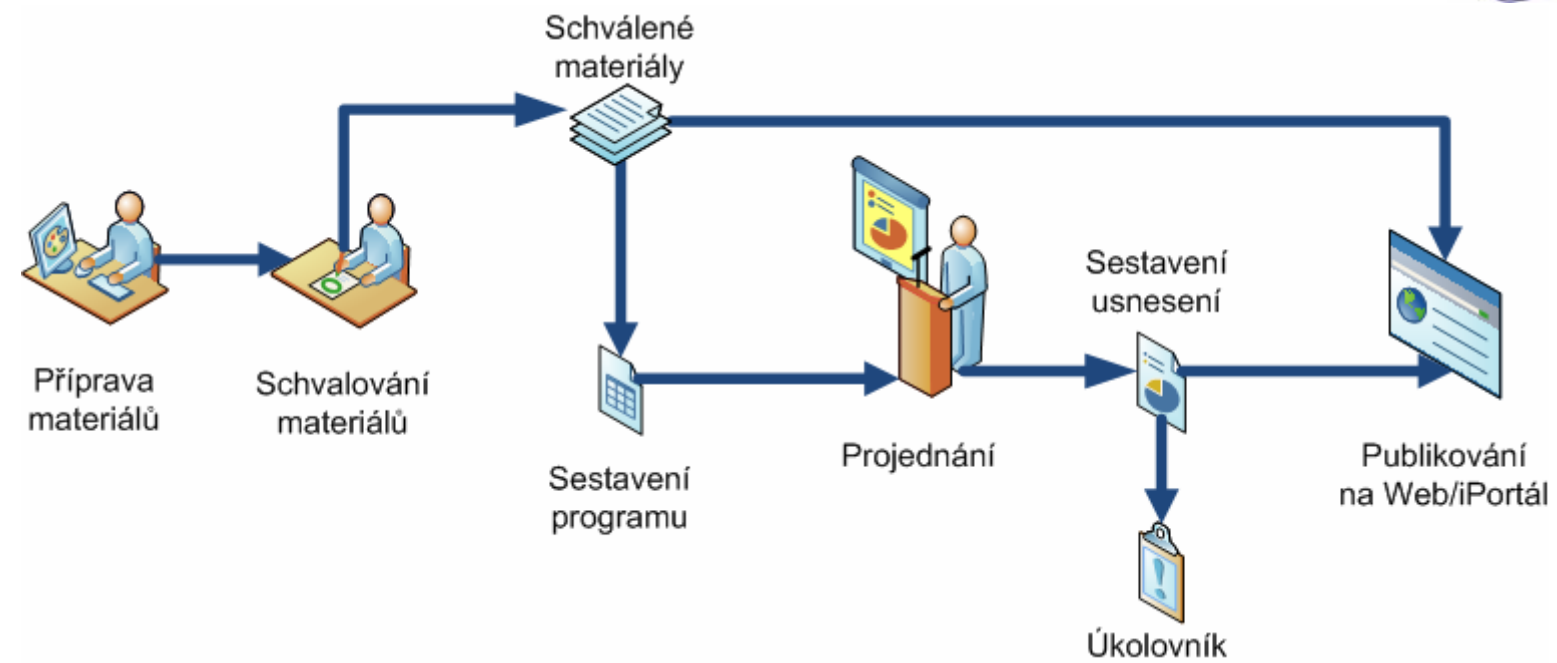 Schválené
materiály
Příprava
materiálů
Schvalování
materiálů
Sestavení
programu
Projednání
Sestavení
usnesení
Úkolovník
Publikování
na Web/iPortál